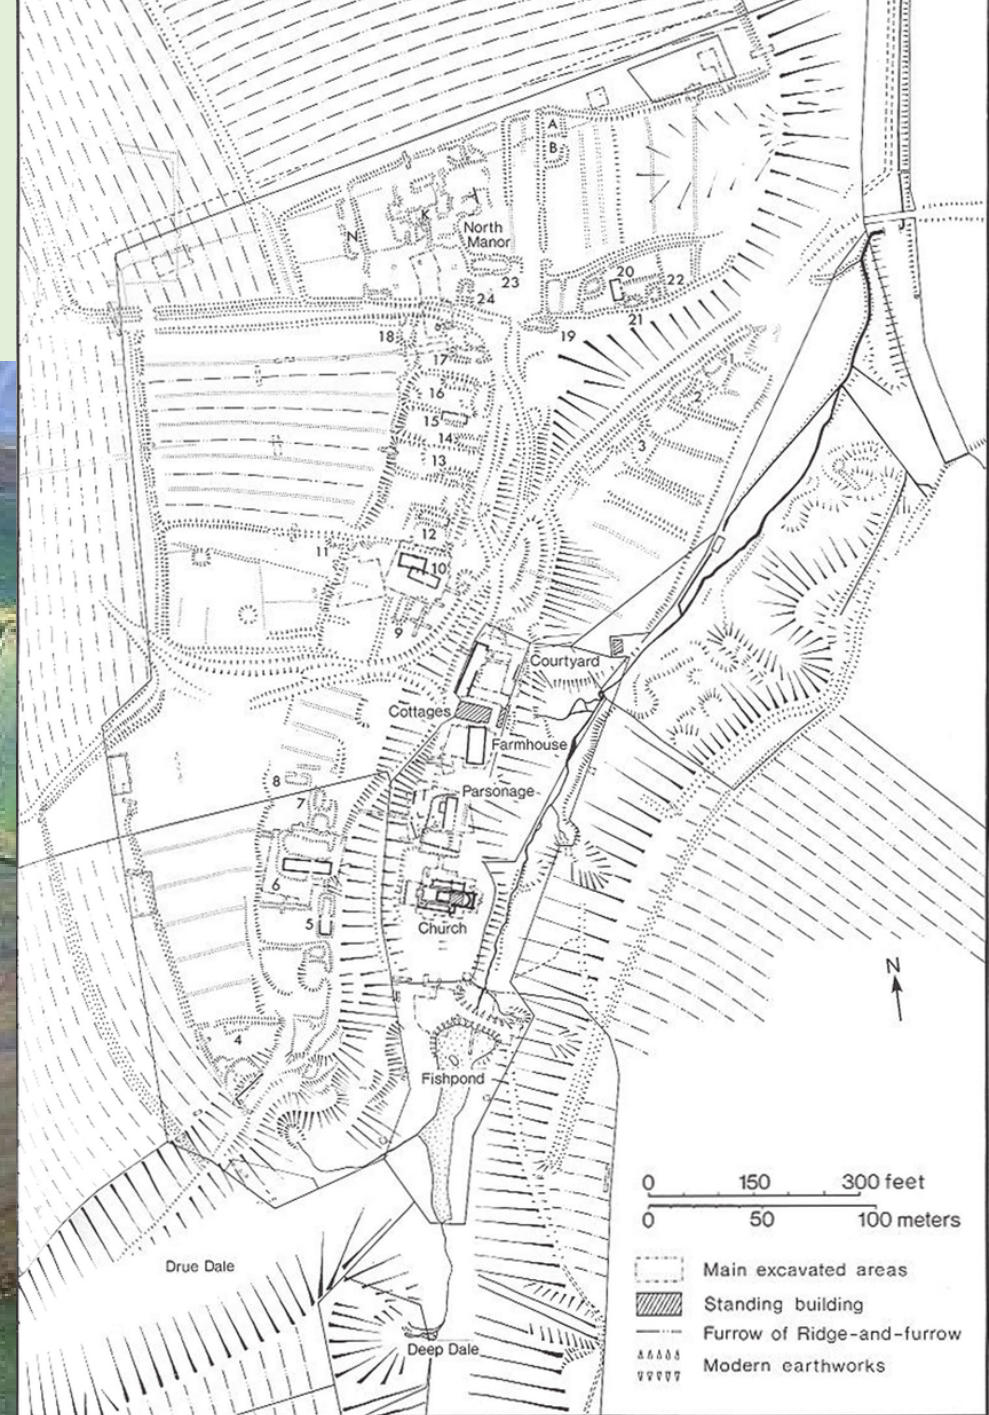 A
B
K
N
North
Manor
23
24
20
22
21
19
18
17
16
15
14
13
1
2
3
12
11
10
9
Courtyard
Cottages
Farmhouse
Parsonage
8
7
6
5
Church
4
N
Fishpond
0 150 300 feet
0 50 100 meters
Drue Dale
Main excavated areas
Standing building
Furrow of Ridge-and-furrow
Modern earthworks
Deep Dale